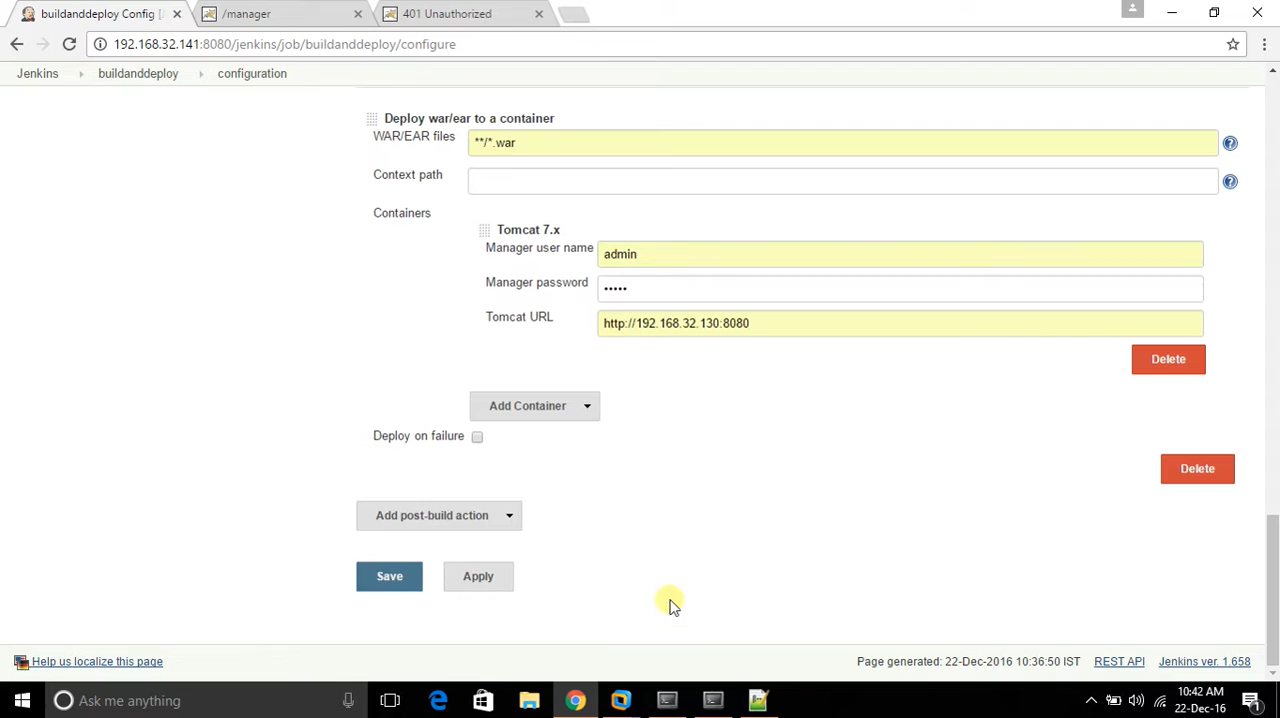 buildanddeploy Config [
/manager
401 Unauthorized
192.168.32.141:8080/jenkins/job/buildanddeploy/configure
Jenkins buildanddeploy configuration
Deploy war/ear to a container
WAR/EAR files **/*.war
Context path
Containers
Tomcat 7.x
Manager user name admin
Manager password •••••
Tomcat URL http://192.168.32.130:8080
Delete
Add Container
Deploy on failure
Delete
Add post-build action
Save Apply
Help us localize this page Page generated: 22-Dec-2016 10:36:50 IST REST API Jenkins ver. 1.658
Ask me anything
10:42 AM
22-Dec-16
1